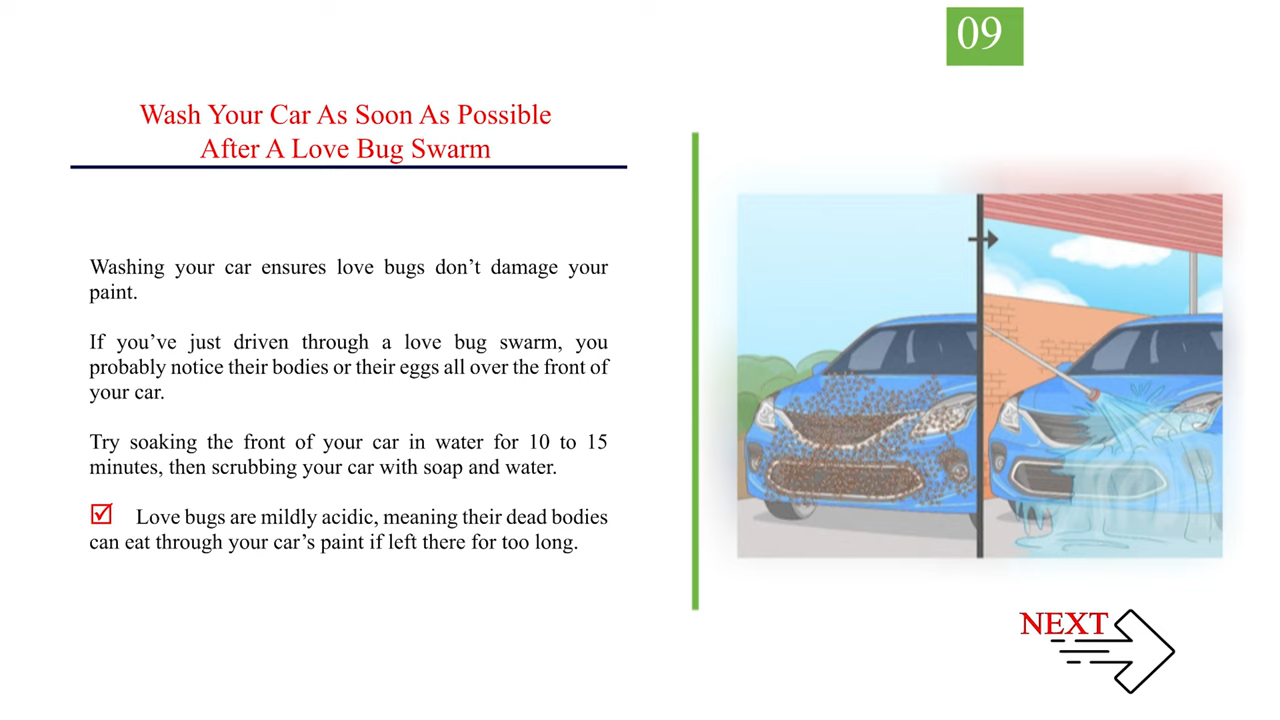 09
Wash Your Car As Soon As Possible
After A Love Bug Swarm
Washing your car ensures love bugs don’t damage your
paint.
If you’ve just driven through a love bug swarm, you
probably notice their bodies or their eggs all over the front of
your car.
Try soaking the front of your car in water for 10 to 15
minutes, then scrubbing your car with soap and water.
Love bugs are mildly acidic, meaning their dead bodies
can eat through your car’s paint if left there for too long.
NEXT